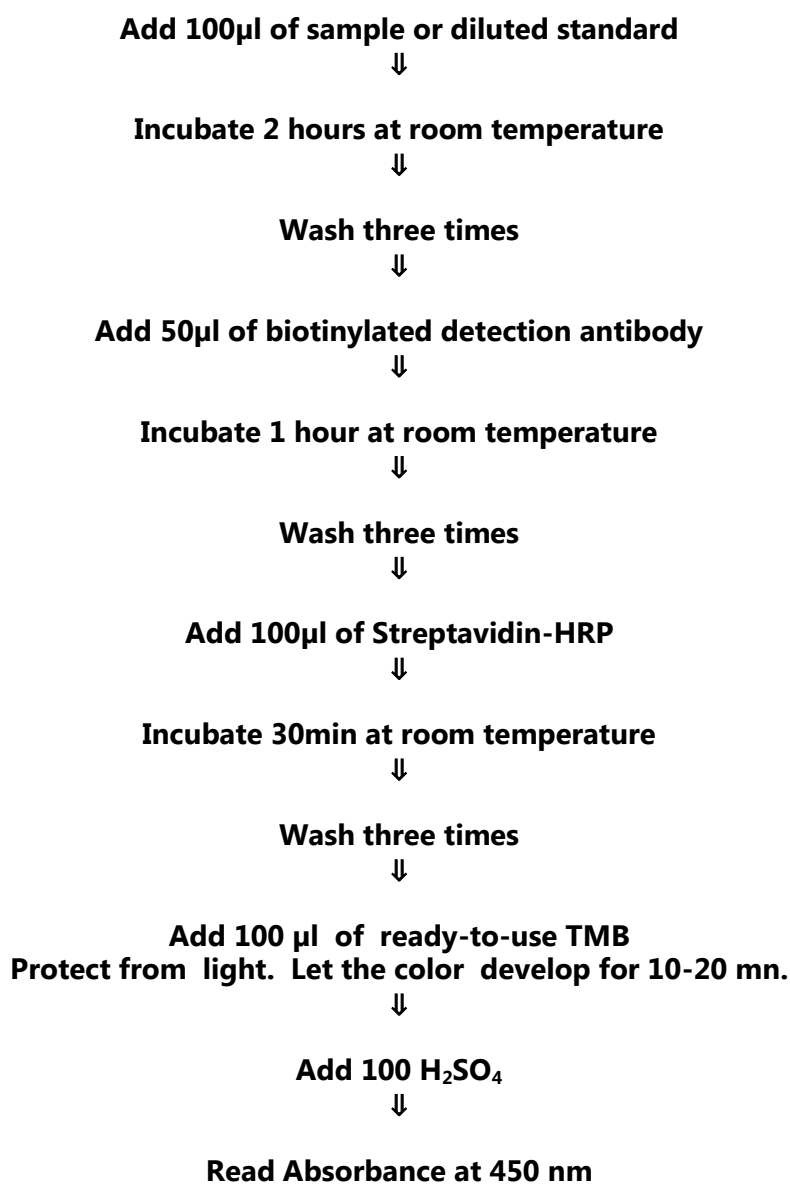 Add 100µl of sample or diluted standard
⇓
Incubate 2 hours at room temperature
⇓
Wash three times
⇓
Add 50µl of biotinylated detection antibody
⇓
Incubate 1 hour at room temperature
⇓
Wash three times
⇓
Add 100µl of Streptavidin-HRP
⇓
Incubate 30min at room temperature
⇓
Wash three times
⇓
Add 100 µl of ready-to-use TMB
Protect from light. Let the color develop for 10-20 mn.
⇓
Add 100 H₂SO₄
⇓
Read Absorbance at 450 nm